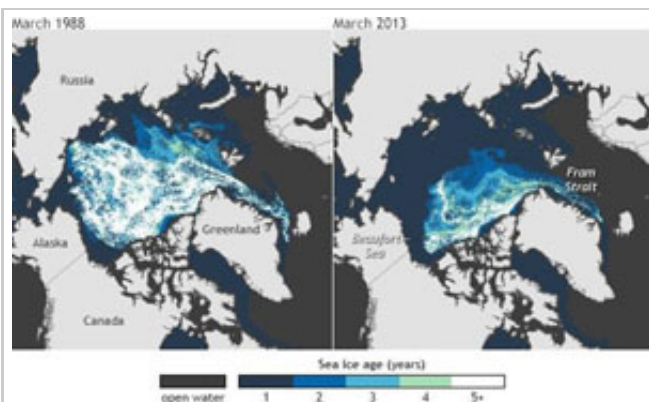 March 1988
March 2013
Russia
Fram
Strait
Greenland
Alaska
Beaufort
Sea
Canada
Sea Ice age (years)
open water
1
2
3
4
5+